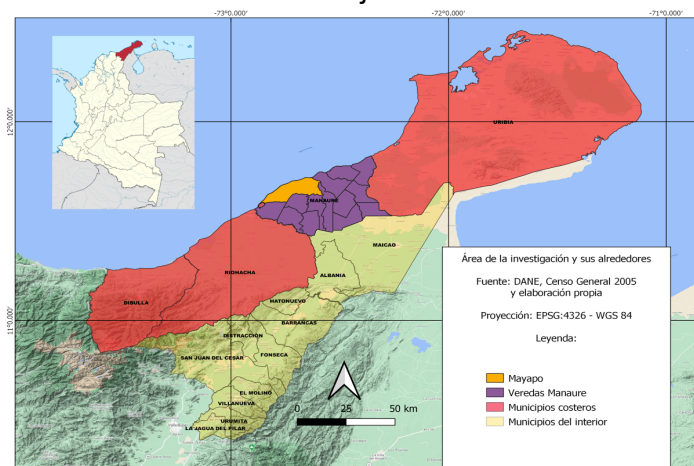 -73°0.000'
-72°0.000'
-71°0.000'
12°0.000'
11°0.000'
URIBIA
MANAURE
MAICAO
RIOHACHA
ALBANIA
DIBULLA
HATONUEVO
BARRANCAS
DISTRACCIÓN
SAN JUAN DEL CESAR
FONSECA
EL MOLINO
VILLANUEVA
URUMITA
LA JAGUA DEL PILAR
0 25 50 km
Área de la investigación y sus alrededores
Fuente: DANE, Censo General 2005
y elaboración propia
Proyección: EPSG:4326 - WGS 84
Leyenda:
Mayapo
Veredas Manaure
Municipios costeros
Municipios del interior